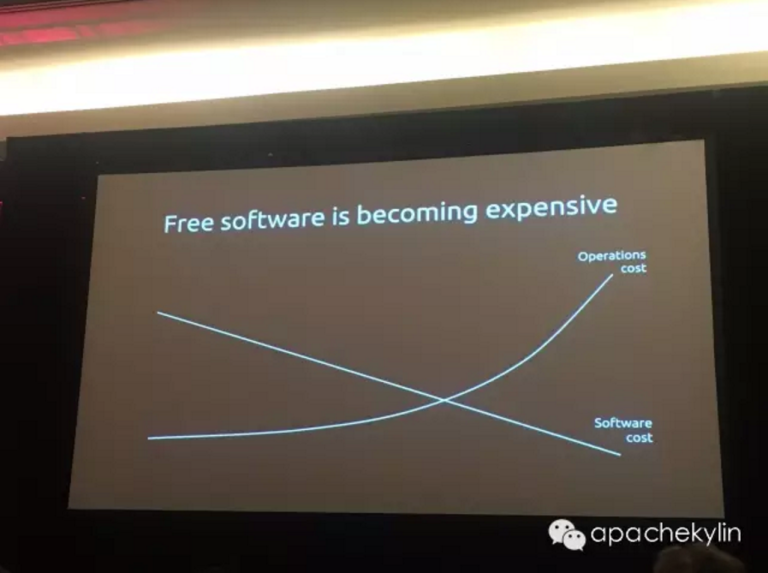 Free software is becoming expensive
Operations
cost
Software
cost
apachekylin